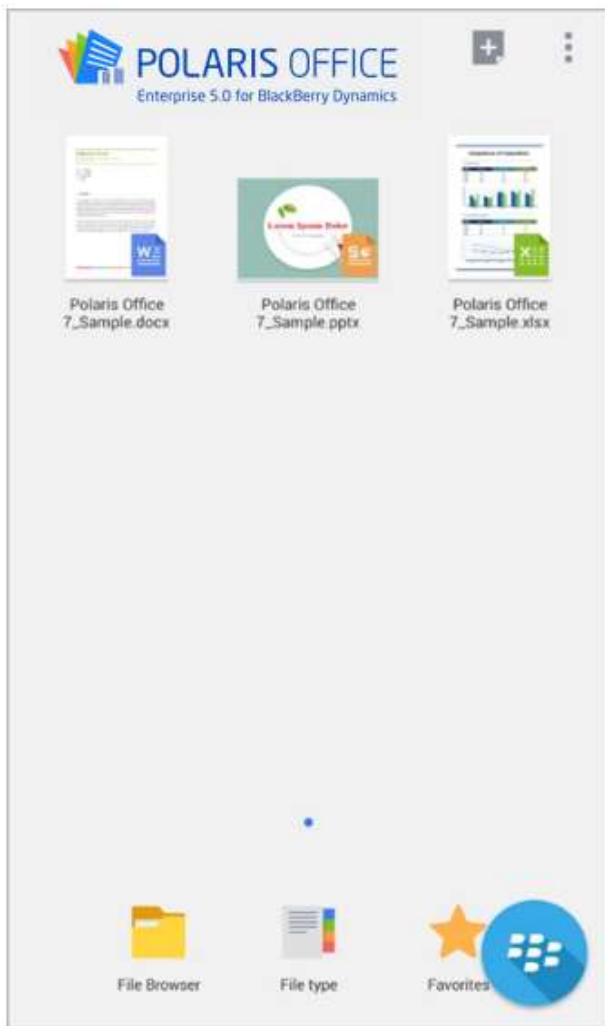 POLARIS OFFICE
Enterprise 5.0 for BlackBerry Dynamics
Polaris Office
7_Sample.docx
Polaris Office
7_Sample.pptx
Polaris Office
7_Sample.xlsx
File Browser
File type
Favorites